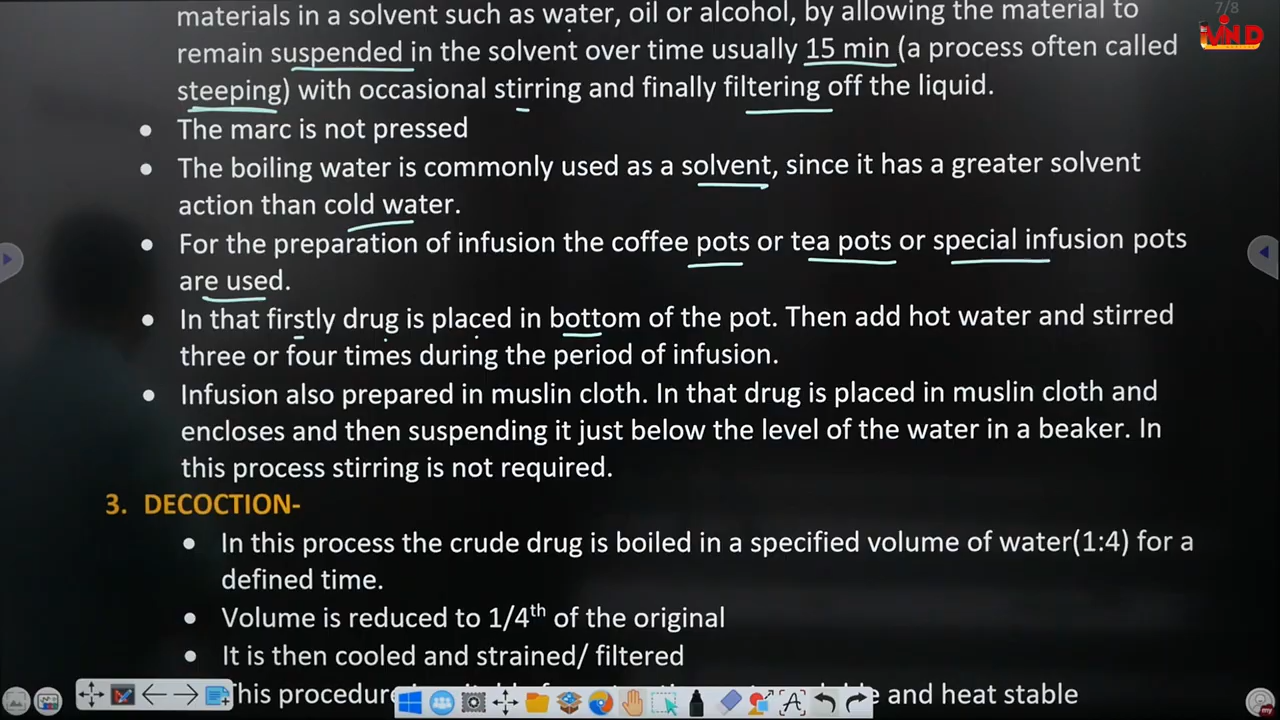 7/8
materials in a solvent such as water, oil or alcohol, by allowing the material to
remain suspended in the solvent over time usually 15 min (a process often called
steeping) with occasional stirring and finally filtering off the liquid.
• The marc is not pressed
• The boiling water is commonly used as a solvent, since it has a greater solvent
action than cold water.
• For the preparation of infusion the coffee pots or tea pots or special infusion pots
are used.
• In that firstly drug is placed in bottom of the pot. Then add hot water and stirred
three or four times during the period of infusion.
• Infusion also prepared in muslin cloth. In that drug is placed in muslin cloth and
encloses and then suspending it just below the level of the water in a beaker. In
this process stirring is not required.
3. DECOCTION-
• In this process the crude drug is boiled in a specified volume of water(1:4) for a
defined time.
• Volume is reduced to 1/4th of the original
• It is then cooled and strained/ filtered
This procedure and heat stable